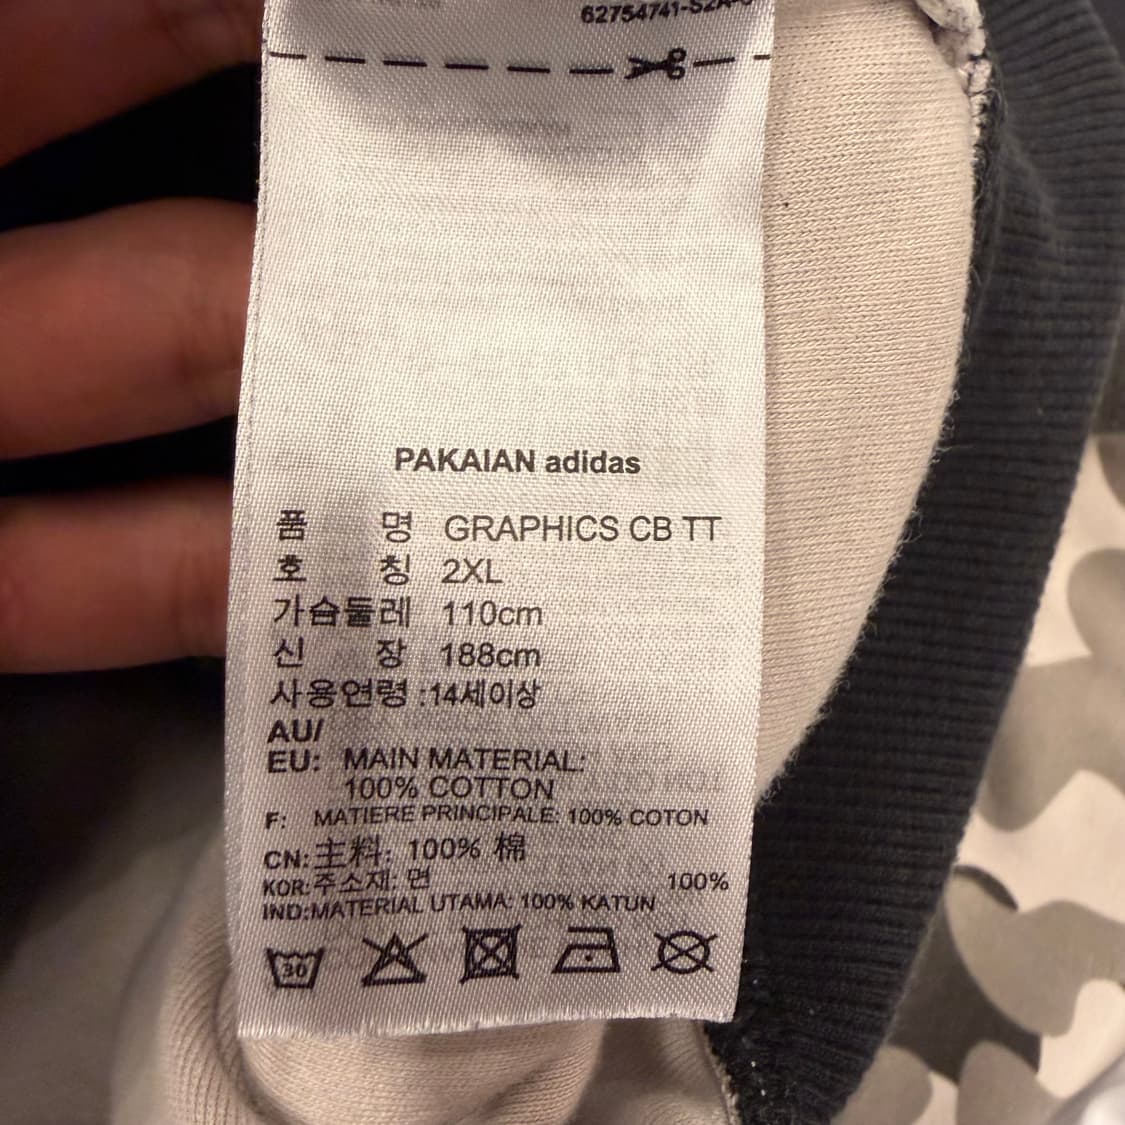 62754741-S2A-
PAKAIAN adidas
품 명 GRAPHICS CB TT
호 칭 2XL
가슴둘레 110cm
신 장 188cm
사용연령 :14세이상
AU/
EU: MAIN MATERIAL:
100% COTTON
F: MATIERE PRINCIPALE: 100% COTON
CN: 主料: 100% 棉
KOR: 주소재: 면 100%
IND:MATERIAL UTAMA: 100% KATUN
30